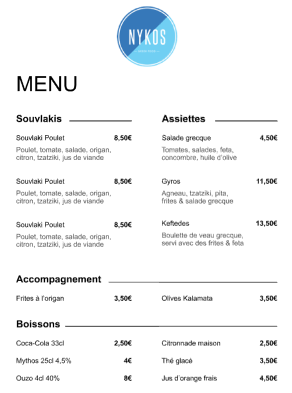 NYKOS
MENU
Souvlakis
Souvlaki Poulet 8,50€
Poulet, tomate, salade, origan,
citron, tzatziki, jus de viande
Souvlaki Poulet 8,50€
Poulet, tomate, salade, origan,
citron, tzatziki, jus de viande
Souvlaki Poulet 8,50€
Poulet, tomate, salade, origan,
citron, tzatziki, jus de viande
Assiettes
Salade grecque 4,50€
Tomates, salades, feta,
concombre, huile d'olive
Gyros 11,50€
Agneau, tzatziki, pita,
frites & salade grecque
Keftedes 13,50€
Boulette de veau grecque,
servi avec des frites & feta
Accompagnement
Frites à l'origan 3,50€
Olives Kalamata 3,50€
Boissons
Coca-Cola 33cl 2,50€
Mythos 25cl 4,5% 4€
Ouzo 4cl 40% 8€
Citronnade maison 2,50€
Thé glacé 3,50€
Jus d'orange frais 4,50€